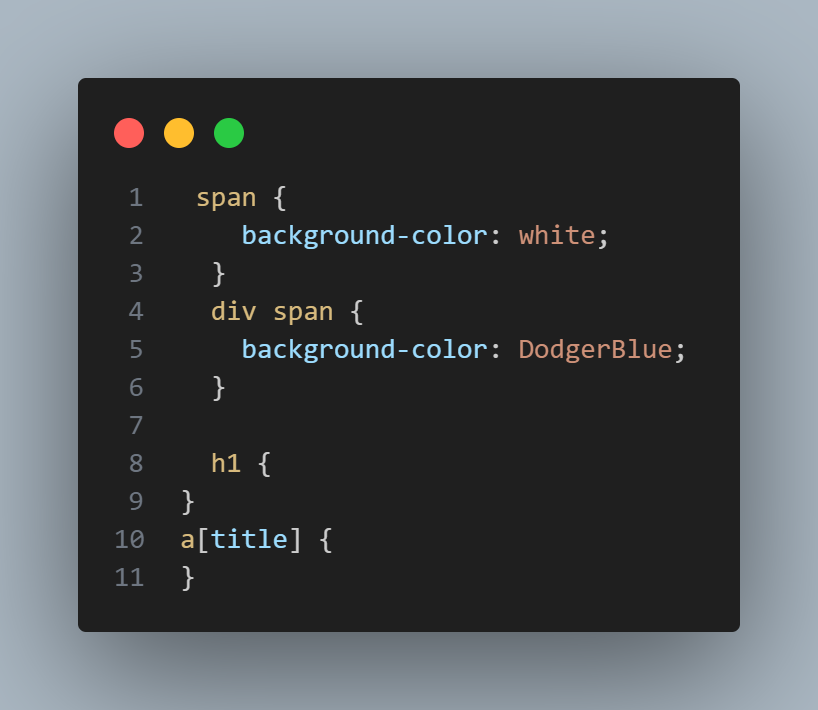 1 span {
2 background-color: white;
3 }
4 div span {
5 background-color: DodgerBlue;
6 }
7
8 h1 {
9 }
10 a[title] {
11 }